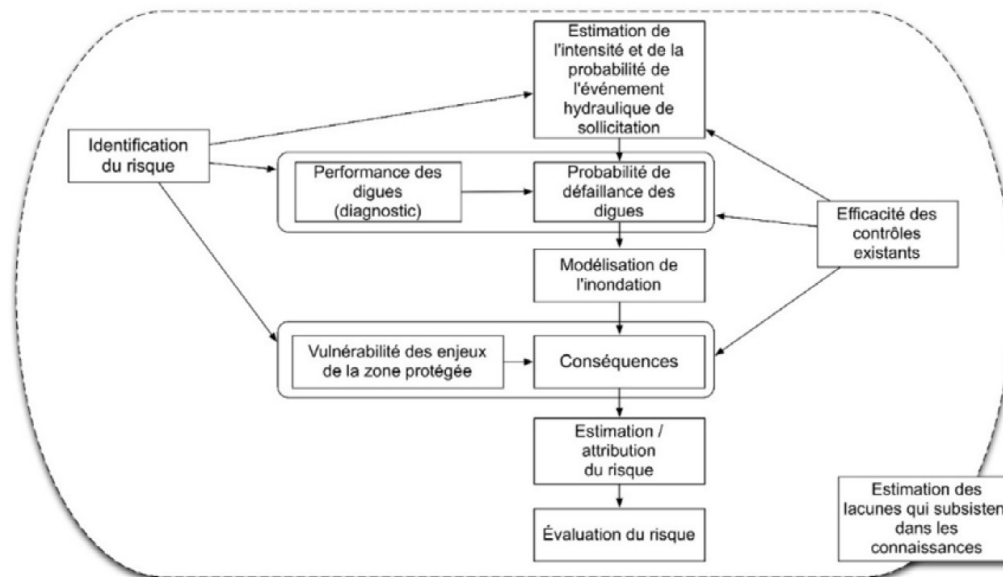 Estimation de
l'intensité et de la
probabilité de
l'événement
hydraulique de
sollicitation
Identification
du risque
Performance des
digues
(diagnostic)
Probabilité de
défaillance des
digues
Efficacité des
contrôles
existants
Modélisation de
l'inondation
Vulnérabilité des enjeux
de la zone protégée
Conséquences
Estimation /
attribution
du risque
Estimation des
lacunes qui subsisten
dans les
connaissances
Évaluation du risque